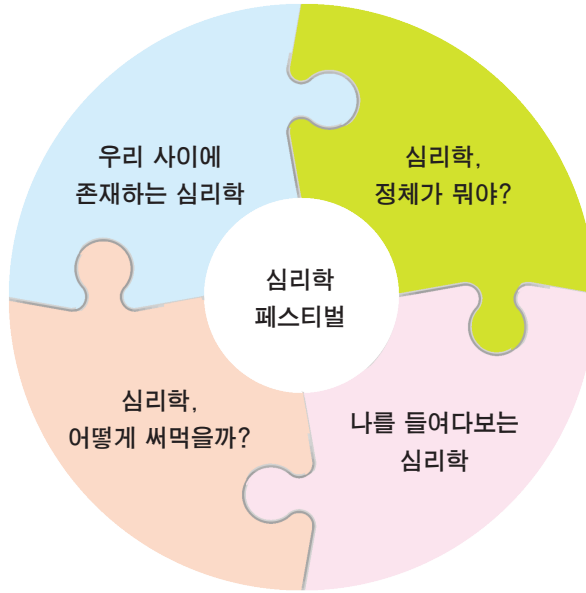 우리 사이에
존재하는 심리학
심리학,
정체가 뭐야?
심리학
페스티벌
심리학,
어떻게 써먹을까?
나를 들여다보는
심리학